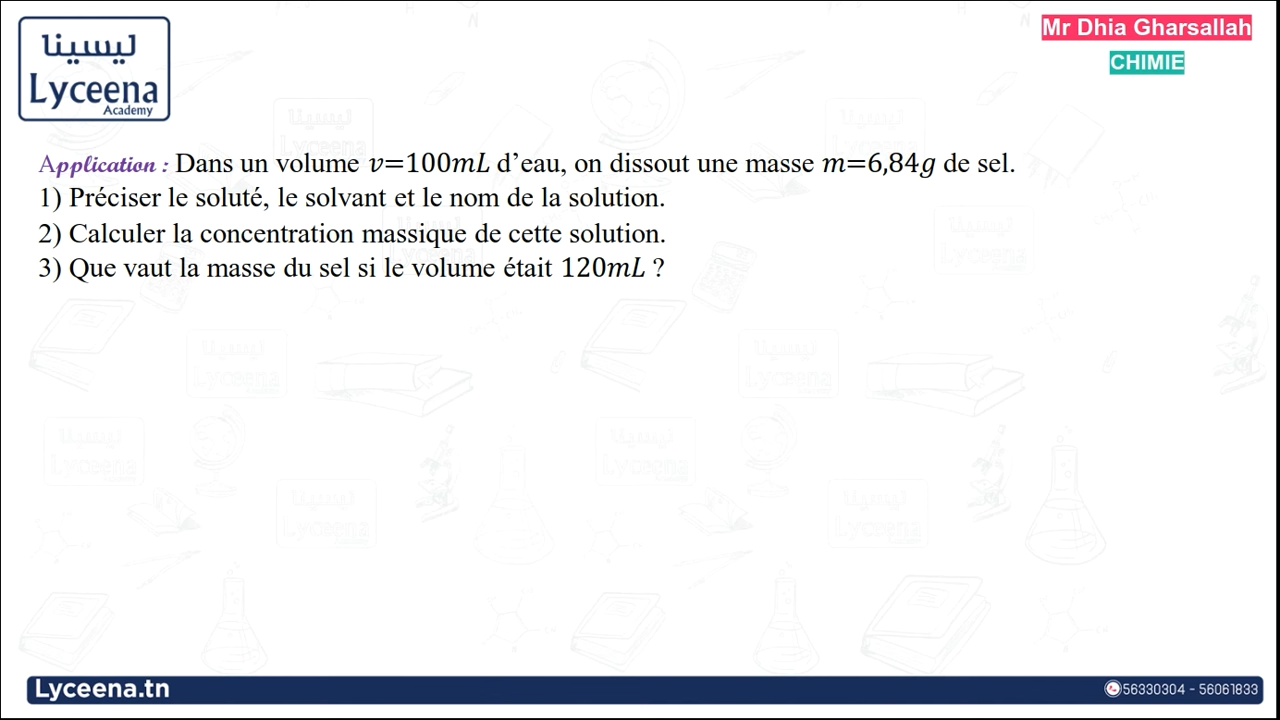 ليسينا
Lyceena
Academy
Mr Dhia Gharsallah
CHIMIE
Application : Dans un volume v=100mL d’eau, on dissout une masse m=6,84g de sel.
1) Préciser le soluté, le solvant et le nom de la solution.
2) Calculer la concentration massique de cette solution.
3) Que vaut la masse du sel si le volume était 120mL ?
Lyceena.tn
56330304 - 56061833